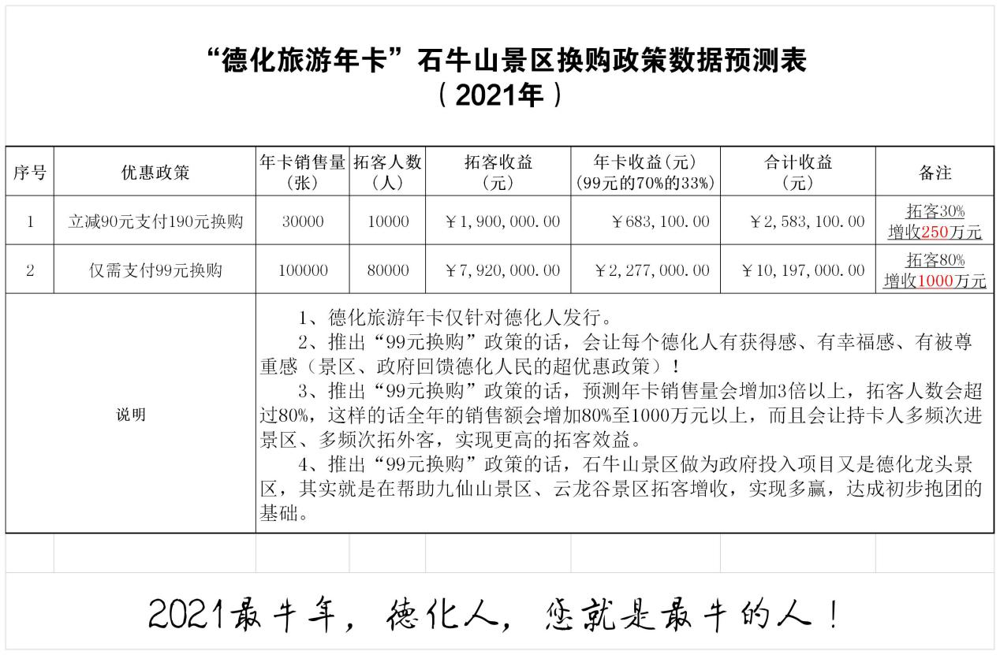 “德化旅游年卡”石牛山景区换购政策数据预测表
（2021年）
序号
优惠政策
年卡销售量
(张)
拓客人数
(人)
拓客收益
(元)
年卡收益(元)
(99元的70%的33%)
合计收益
(元)
备注
1
立减90元支付190元换购
30000
10000
￥1,900,000.00
￥683,100.00
￥2,583,100.00
拓客30%
增收250万元
2
仅需支付99元换购
100000
80000
￥7,920,000.00
￥2,277,000.00
￥10,197,000.00
拓客80%
增收1000万元
说明
1、德化旅游年卡仅针对德化人发行。
2、推出“99元换购”政策的话，会让每个德化人有获得感、有幸福感、有被尊
重感（景区、政府回馈德化人民的超优惠政策）！
3、推出“99元换购”政策的话，预测年卡销售量会增加3倍以上，拓客人数会超
过80%，这样的话全年的销售额会增加80%至1000万元以上，而且会让持卡人多频次进
景区、多频次拓外客，实现更高的拓客效益。
4、推出“99元换购”政策的话，石牛山景区做为政府投入项目又是德化龙头景
区，其实就是在帮助九仙山景区、云龙谷景区拓客增收，实现多赢，达成初步抱团的
基础。
2021最牛年，德化人，您就是最牛的人！